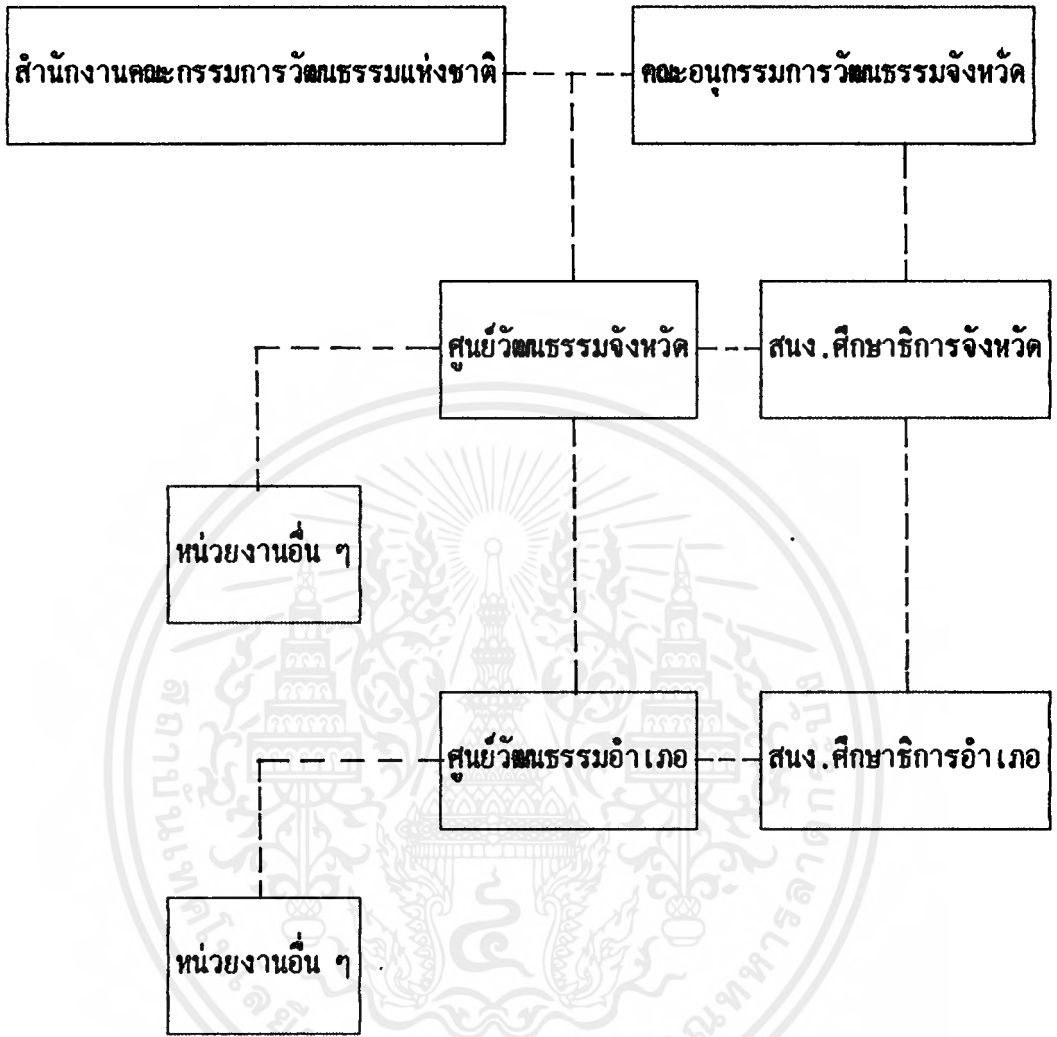 สำนักงานคณะกรรมการวัฒนธรรมแห่งชาติ
คณะอนุกรรมการวัฒนธรรมจังหวัด
ศูนย์วัฒนธรรมจังหวัด
สนง.ศึกษาธิการจังหวัด
หน่วยงานอื่น ๆ
ศูนย์วัฒนธรรมอำเภอ
สนง.ศึกษาธิการอำเภอ
หน่วยงานอื่น ๆ